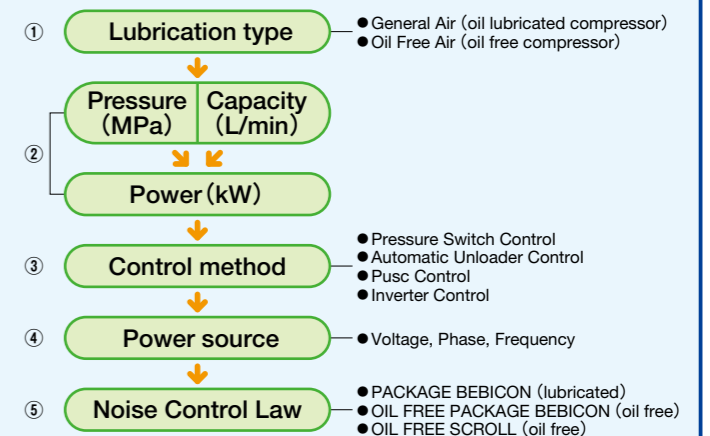 ① Lubrication type
● General Air (oil lubricated compressor)
● Oil Free Air (oil free compressor)
②
Pressure (MPa)
Capacity (L/min)
Power (kW)
③ Control method
● Pressure Switch Control
● Automatic Unloader Control
● Pusc Control
● Inverter Control
④ Power source
● Voltage, Phase, Frequency
⑤ Noise Control Law
● PACKAGE BEBICON (lubricated)
● OIL FREE PACKAGE BEBICON (oil free)
● OIL FREE SCROLL (oil free)